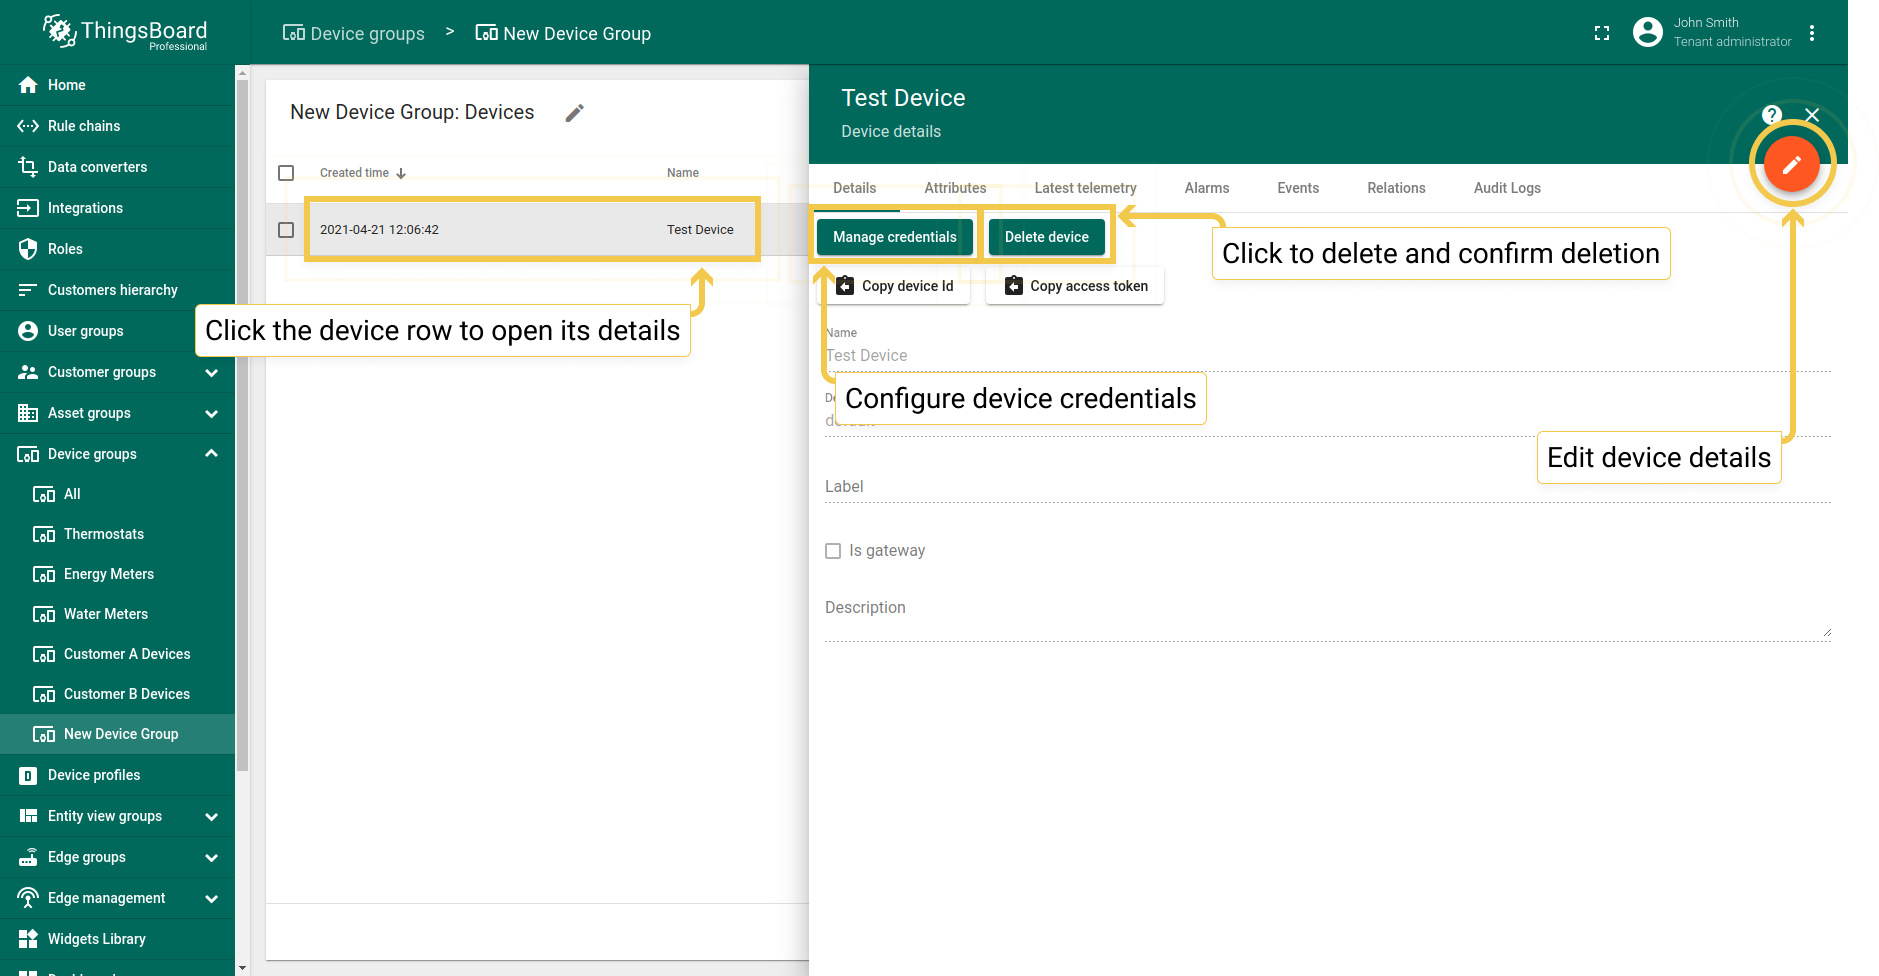 ThingsBoard
Professional
Device groups > New Device Group
John Smith
Tenant administrator
Home
Rule chains
Data converters
Integrations
Roles
Customers hierarchy
User groups
Customer groups
Asset groups
Device groups
All
Thermostats
Energy Meters
Water Meters
Customer A Devices
Customer B Devices
New Device Group
Device profiles
Entity view groups
Edge groups
Edge management
Widgets Library
New Device Group: Devices
Created time Name
2021-04-21 12:06:42 Test Device
Click the device row to open its details
Test Device
Device details
Details Attributes Latest telemetry Alarms Events Relations Audit Logs
Manage credentials Delete device
Click to delete and confirm deletion
Copy device Id Copy access token
Name
Test Device
Configure device credentials
Edit device details
Label
Is gateway
Description